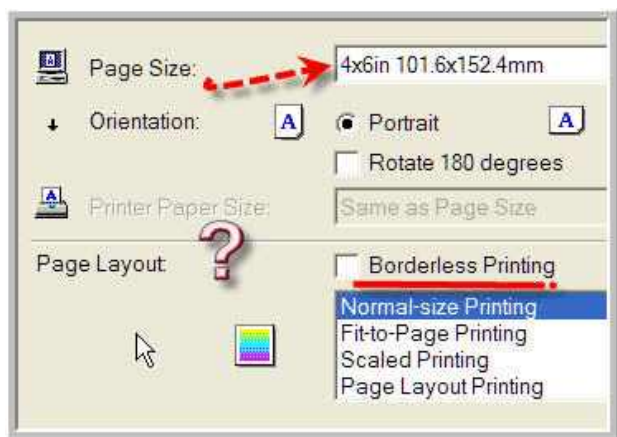 Page Size: 4x6in 101.6x152.4mm
Orientation: A Portrait A
Rotate 180 degrees
Printer Paper Size: Same as Page Size
?
Page Layout: Borderless Printing
Normal-size Printing
Fit-to-Page Printing
Scaled Printing
Page Layout Printing